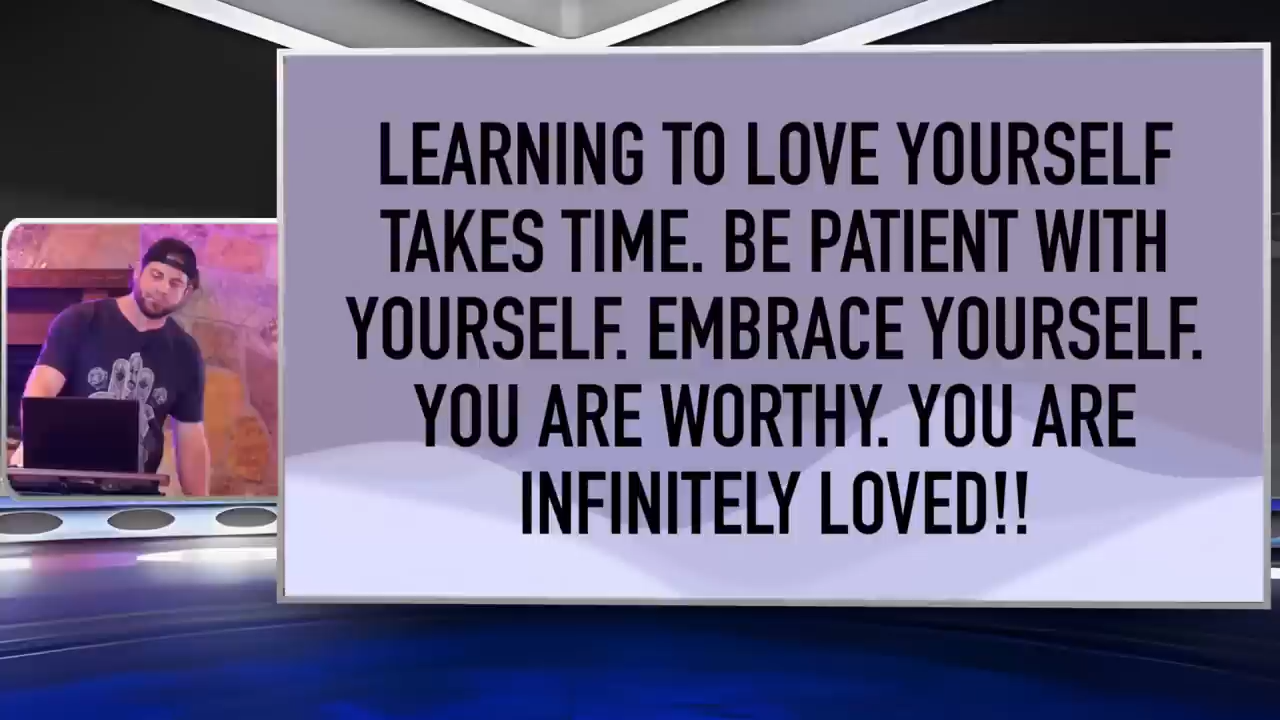 LEARNING TO LOVE YOURSELF
TAKES TIME. BE PATIENT WITH
YOURSELF. EMBRACE YOURSELF.
YOU ARE WORTHY. YOU ARE
INFINITELY LOVED!!